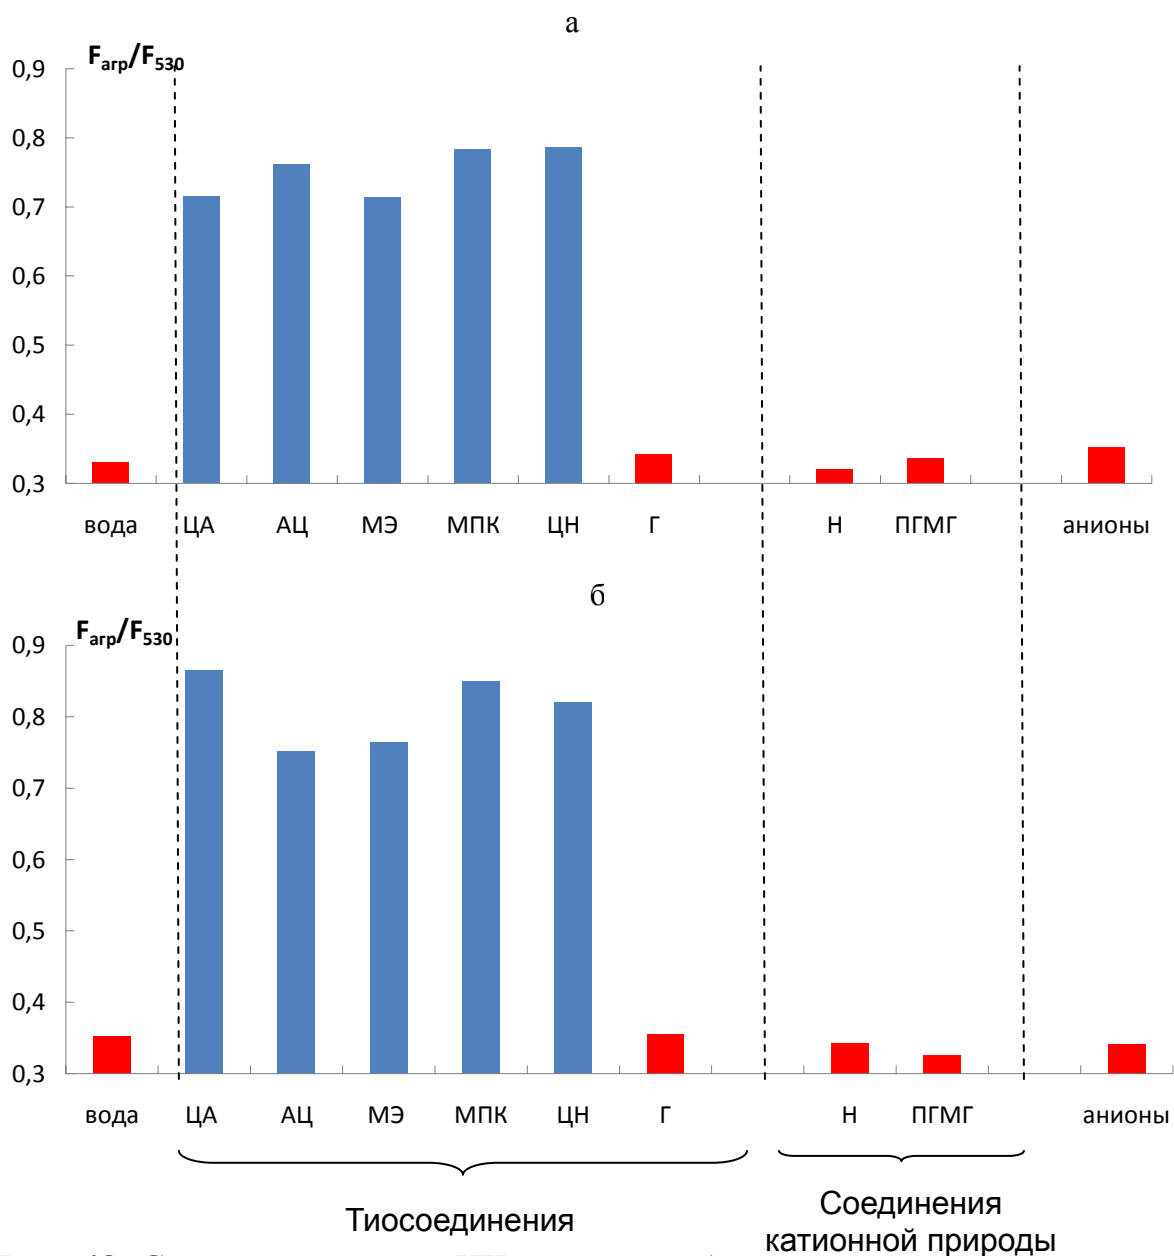 а
Fагр/F530
0,9
0,8
0,7
0,6
0,5
0,4
0,3
вода ЦА АЦ МЭ МПК ЦН Г Н ПГМГ анионы
б
Fагр/F530
0,9
0,8
0,7
0,6
0,5
0,4
0,3
вода ЦА АЦ МЭ МПК ЦН Г Н ПГМГ анионы
Тиосоединения
Соединения
катионной природы